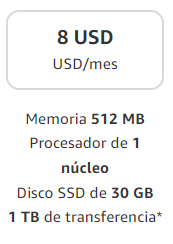 8 USD
USD/mes
Memoria 512 MB
Procesador de 1
núcleo
Disco SSD de 30 GB
1 TB de transferencia*